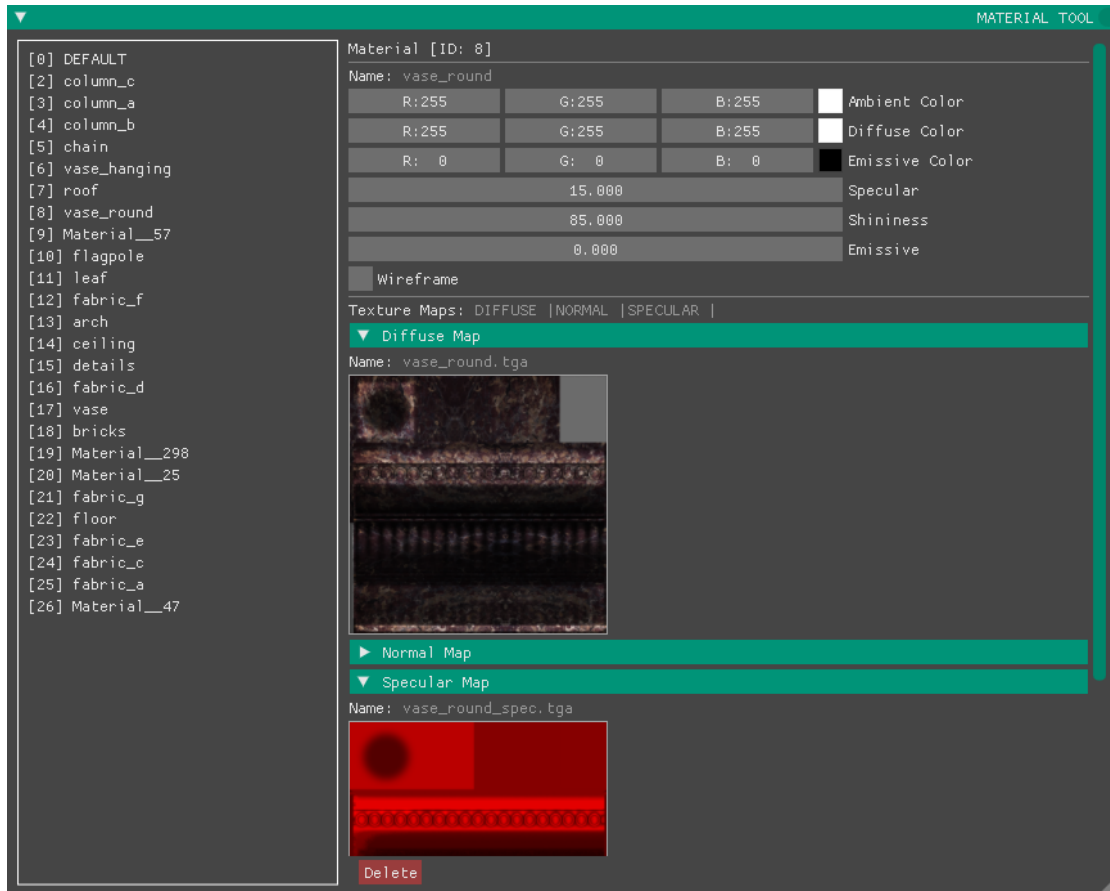 MATERIAL TOOL
[0] DEFAULT
[2] column_c
[3] column_a
[4] column_b
[5] chain
[6] vase_hanging
[7] roof
[8] vase_round
[9] Material__57
[10] flagpole
[11] leaf
[12] fabric_f
[13] arch
[14] ceiling
[15] details
[16] fabric_d
[17] vase
[18] bricks
[19] Material__298
[20] Material__25
[21] fabric_g
[22] floor
[23] fabric_e
[24] fabric_c
[25] fabric_a
[26] Material__47
Material [ID: 8]
Name: vase_round
R:255 G:255 B:255 Ambient Color
R:255 G:255 B:255 Diffuse Color
R: 0 G: 0 B: 0 Emissive Color
15.000 Specular
85.000 Shininess
0.000 Emissive
Wireframe
Texture Maps: DIFFUSE |NORMAL |SPECULAR |
Diffuse Map
Name: vase_round.tga
Normal Map
Specular Map
Name: vase_round_spec.tga
Delete